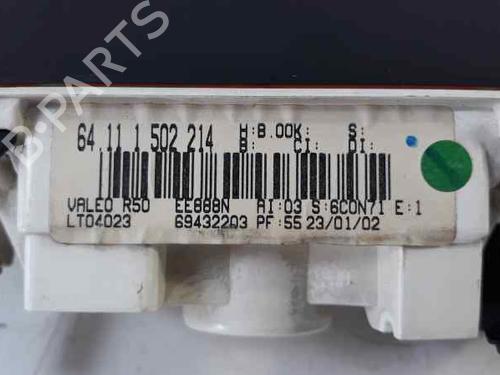 64 11 1 502 214 H:B.00K: S:
B: CI: DI:
VALEO R50 EE888N AI:03 S:6CON71 E:1
LT04023 69432203 PF:55 23/01/02
B-PARTS